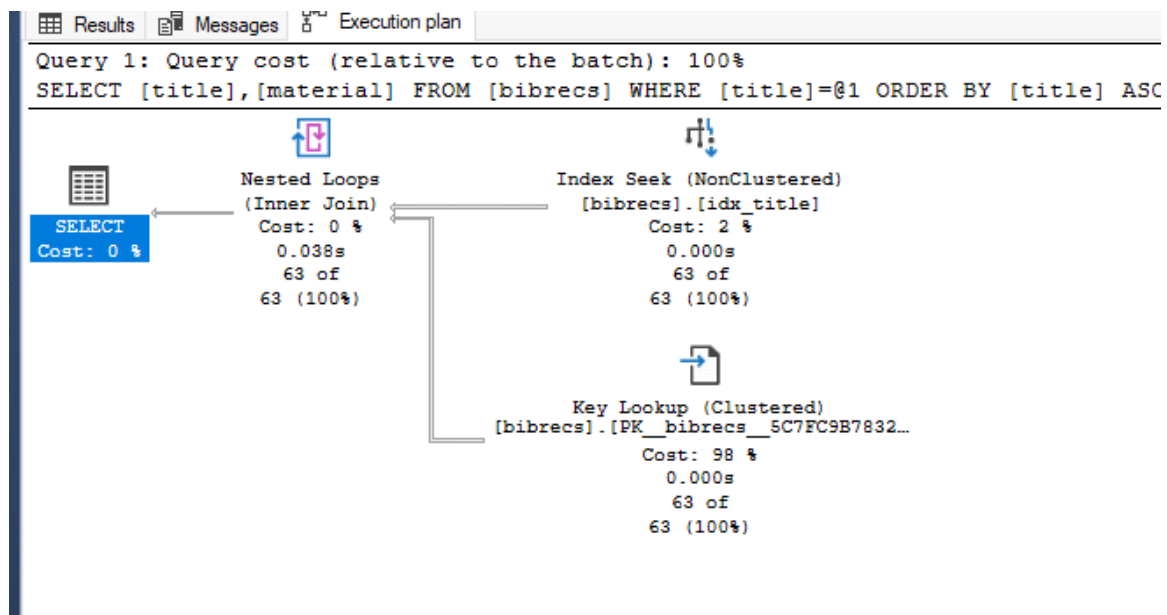 Results Messages Execution plan
Query 1: Query cost (relative to the batch): 100%
SELECT [title],[material] FROM [bibrecs] WHERE [title]=@1 ORDER BY [title] ASC
SELECT
Cost: 0 %
Nested Loops
(Inner Join)
Cost: 0 %
0.038s
63 of
63 (100%)
Index Seek (NonClustered)
[bibrecs].[idx_title]
Cost: 2 %
0.000s
63 of
63 (100%)
Key Lookup (Clustered)
[bibrecs].[PK__bibrecs__5C7FC9B7832…
Cost: 98 %
0.000s
63 of
63 (100%)